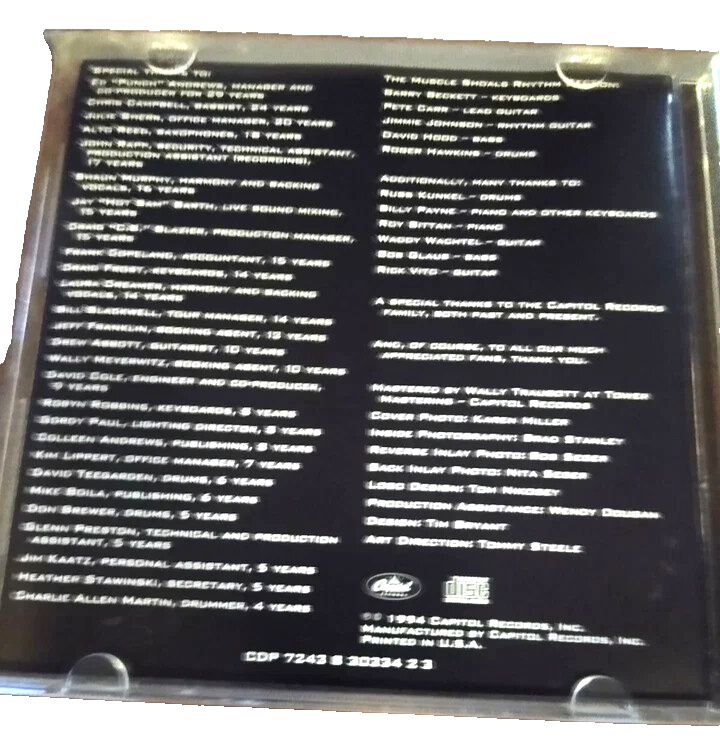 Special thanks to:
Ed "Punch" Andrews, manager and
co-producer for 29 years
Chris Campbell, bassist, 24 years
Julie Sheik, office manager, 20 years
Alto Reed, saxophones, 18 years
John Rapp, security, technical assistant,
production assistant (recording),
17 years
Shaun Murphy, harmony and backing
vocals, 16 years
Jay "Hot Sam" Barth, live sound mixing,
15 years
Craig "C.B." Blazier, production manager,
15 years
Frank Copeland, accountant, 15 years
Craig Frost, keyboards, 14 years
Laura Creamer, harmony and backing
vocals, 14 years
Bill Blackwell, tour manager, 14 years
Jeff Franklin, booking agent, 13 years
Drew Abbott, guitarist, 10 years
Wally Meyerwitz, booking agent, 10 years
David Cole, engineer and co-producer,
9 years
Robyn Robbins, keyboards, 8 years
Gordy Paul, lighting director, 8 years
Colleen Andrews, publishing, 8 years
Kim Lippert, office manager, 7 years
David Teegarden, drums, 6 years
Mike Boila, publishing, 6 years
Don Brewer, drums, 5 years
Glenn Preston, technical and production
assistant, 5 years
Jim Kaatz, personal assistant, 5 years
Heather Stawinski, secretary, 5 years
Charlie Allen Martin, drummer, 4 years
The Muscle Shoals Rhythm Section:
Barry Beckett – keyboards
Pete Carr – lead guitar
Jimmie Johnson – rhythm guitar
David Hood – bass
Roger Hawkins – drums
Additionally, many thanks to:
Russ Kunkel – drums
Billy Payne – piano and other keyboards
Roy Bittan – piano
Waddy Wachtel – guitar
Bob Glaub – bass
Rick Vito – guitar
A special thanks to the Capitol Records
family, both past and present.
And, of course, to all our much
appreciated fans, thank you.
Mastered by Wally Traugott at Tower
Mastering – Capitol Records
Cover Photo: Karen Miller
Inside Photography: Brad Stanley
Reverse Inlay Photo: Bob Seger
Back Inlay Photo: Nita Seger
Logo Design: Tom
Production Assistance: Wendy Dougan
Design: Tim Bryant
Art Direction: Tommy Steele
Capitol
disc
℗© 1994 Capitol Records, Inc.
Manufactured by Capitol Records, Inc.
Printed in U.S.A.
CDP 7243 8 30334 2 3